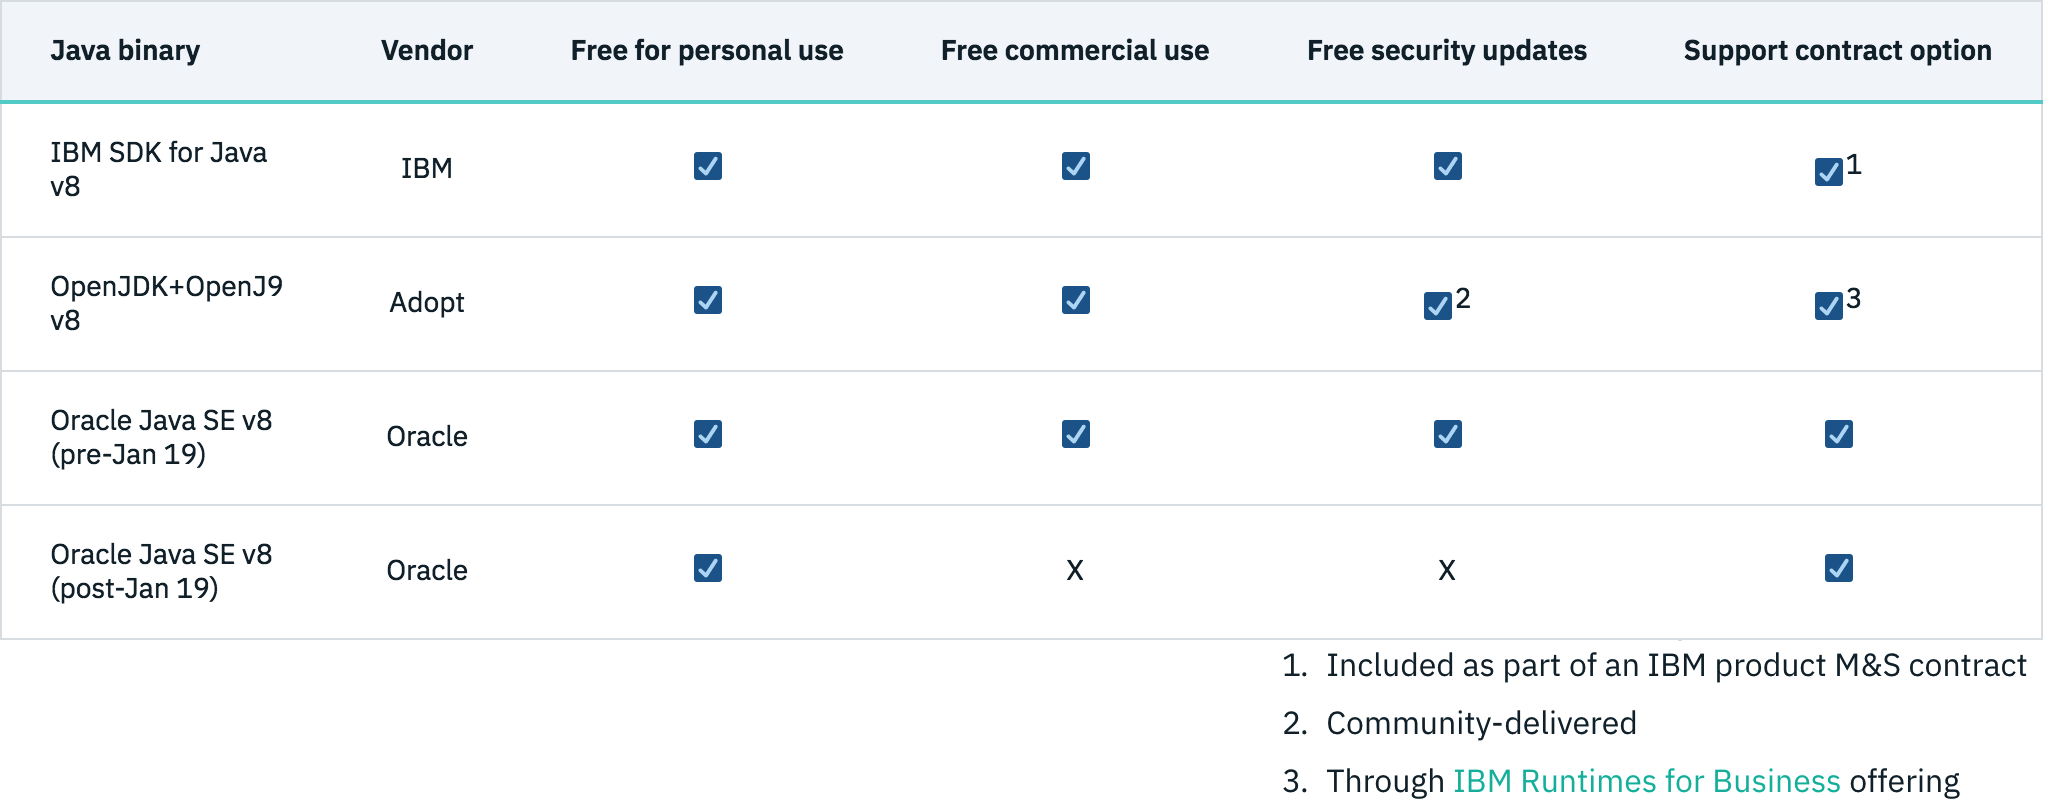 Java binary Vendor Free for personal use Free commercial use Free security updates Support contract option
IBM SDK for Java
v8
IBM ☑ ☑ ☑ ☑1
OpenJDK+OpenJ9
v8
Adopt ☑ ☑ ☑2 ☑3
Oracle Java SE v8
(pre-Jan 19)
Oracle ☑ ☑ ☑ ☑
Oracle Java SE v8
(post-Jan 19)
Oracle ☑ X X ☑
1. Included as part of an IBM product M&S contract
2. Community-delivered
3. Through IBM Runtimes for Business offering